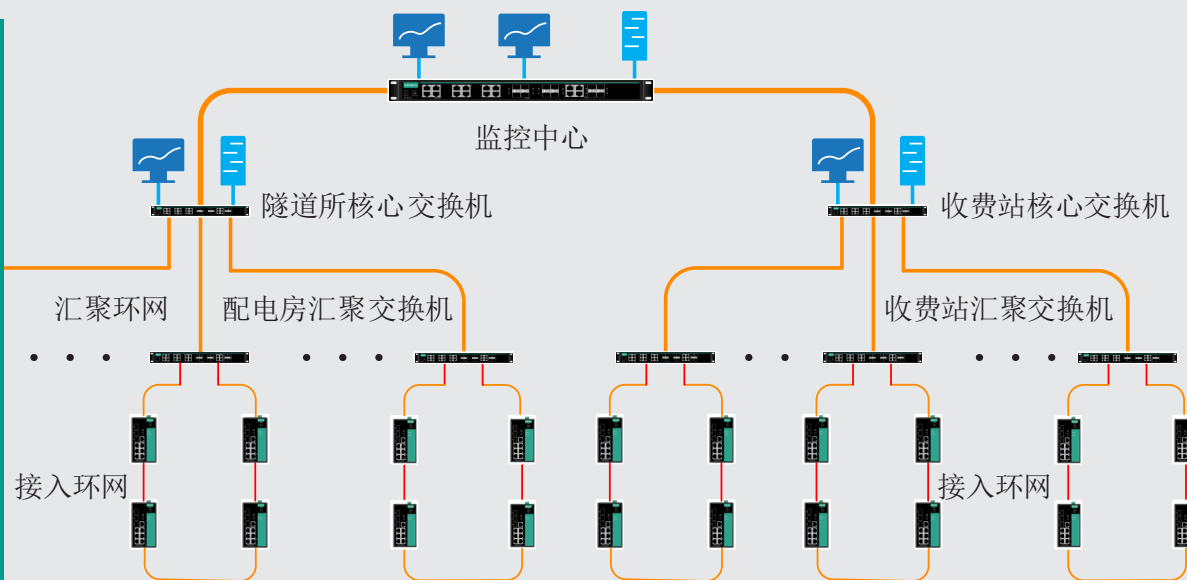 监控中心
隧道所核心交换机
收费站核心交换机
汇聚环网
配电房汇聚交换机
收费站汇聚交换机
接入环网
接入环网